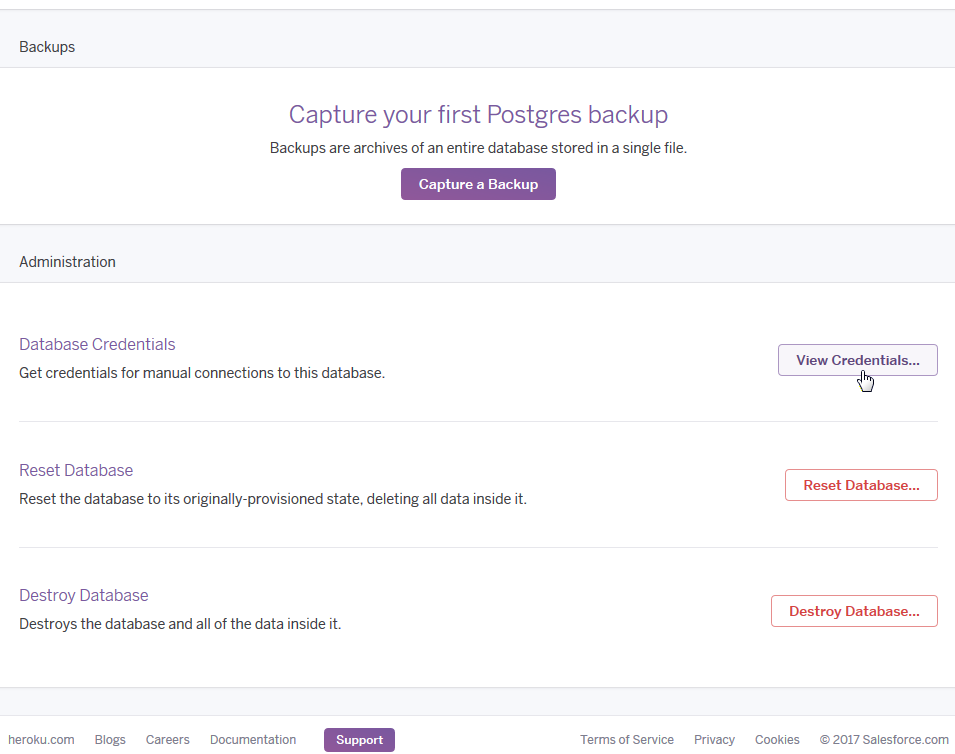 Backups
Capture your first Postgres backup
Backups are archives of an entire database stored in a single file.
Capture a Backup
Administration
Database Credentials
Get credentials for manual connections to this database.
View Credentials...
Reset Database
Reset the database to its originally-provisioned state, deleting all data inside it.
Reset Database...
Destroy Database
Destroys the database and all of the data inside it.
Destroy Database...
heroku.com Blogs Careers Documentation Support Terms of Service Privacy Cookies © 2017 Salesforce.com